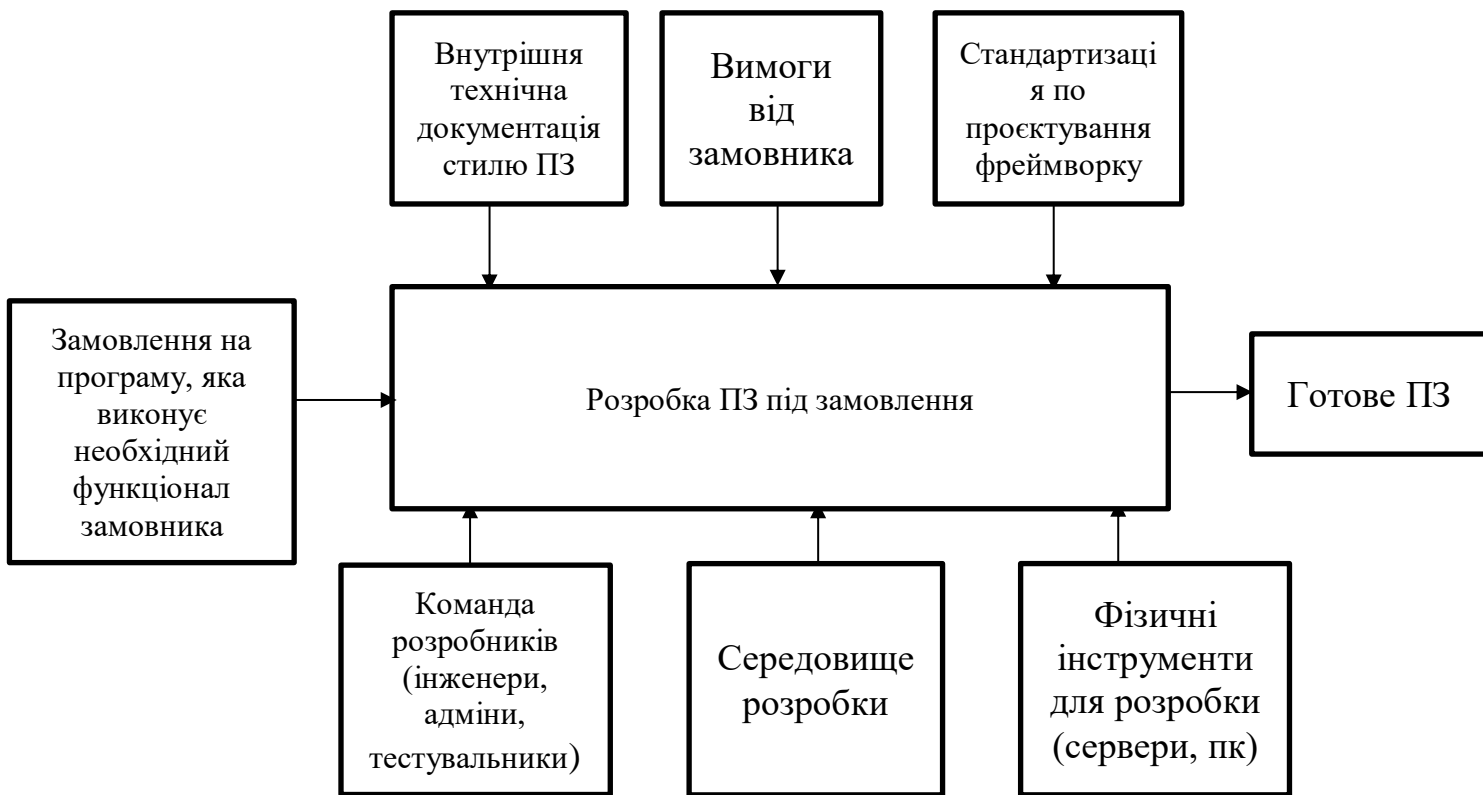 Внутрішня
технічна
документація
стилю ПЗ
Вимоги
від
замовника
Стандартизаці
я по
проєктування
фреймворку
Замовлення на
програму, яка
виконує
необхідний
функціонал
замовника
Розробка ПЗ під замовлення
Готове ПЗ
Команда
розробників
(інженери,
адміни,
тестувальники)
Середовище
розробки
Фізичні
інструменти
для розробки
(сервери, пк)